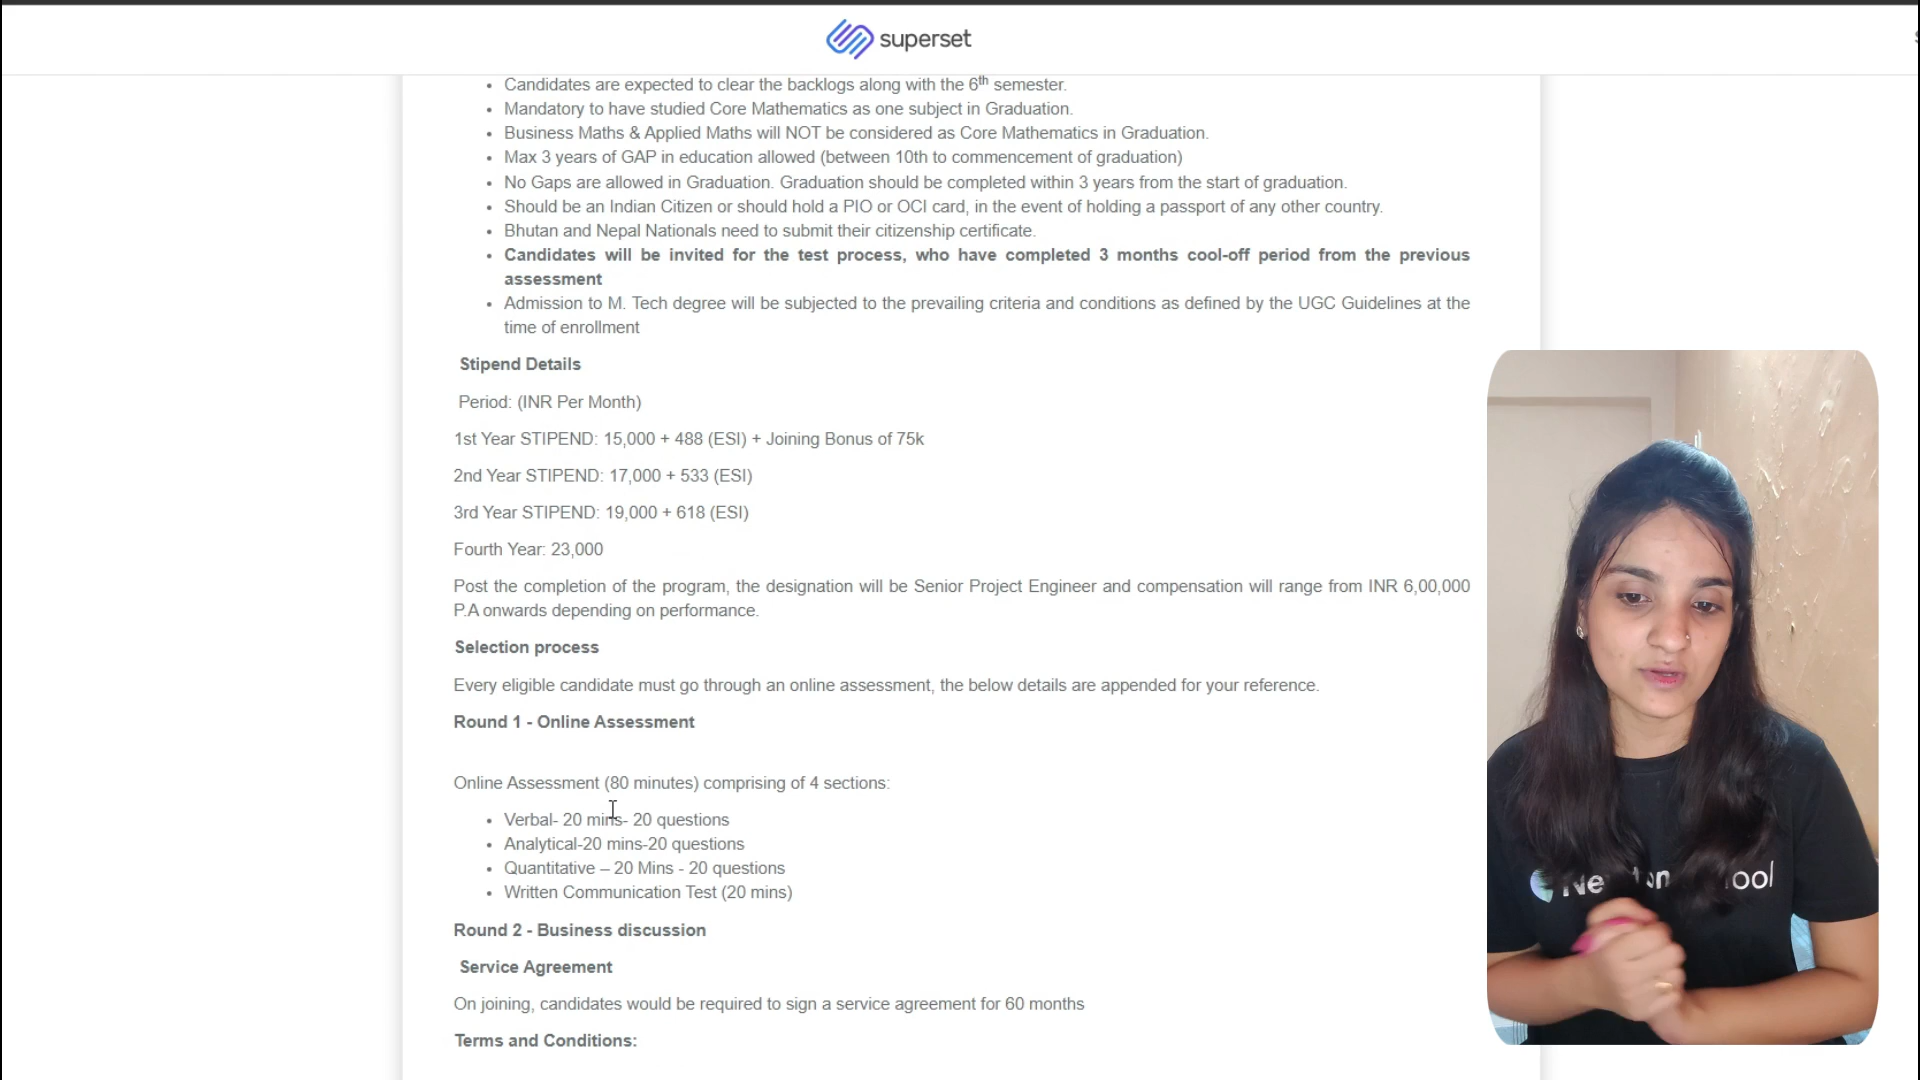 superset
Candidates are expected to clear the backlogs along with the 6th semester.
Mandatory to have studied Core Mathematics as one subject in Graduation.
Business Maths & Applied Maths will NOT be considered as Core Mathematics in Graduation.
Max 3 years of GAP in education allowed (between 10th to commencement of graduation)
No Gaps are allowed in Graduation. Graduation should be completed within 3 years from the start of graduation.
Should be an Indian Citizen or should hold a PIO or OCI card, in the event of holding a passport of any other country.
Bhutan and Nepal Nationals need to submit their citizenship certificate.
Candidates will be invited for the test process, who have completed 3 months cool-off period from the previous
assessment
Admission to M. Tech degree will be subjected to the prevailing criteria and conditions as defined by the UGC Guidelines at the
time of enrollment
Stipend Details
Period: (INR Per Month)
1st Year STIPEND: 15,000 + 488 (ESI) + Joining Bonus of 75k
2nd Year STIPEND: 17,000 + 533 (ESI)
3rd Year STIPEND: 19,000 + 618 (ESI)
Fourth Year: 23,000
Post the completion of the program, the designation will be Senior Project Engineer and compensation will range from INR 6,00,000
P.A onwards depending on performance.
Selection process
Every eligible candidate must go through an online assessment, the below details are appended for your reference.
Round 1 - Online Assessment
Online Assessment (80 minutes) comprising of 4 sections:
Verbal- 20 mins- 20 questions
Analytical-20 mins-20 questions
Quantitative – 20 Mins - 20 questions
Written Communication Test (20 mins)
Round 2 - Business discussion
Service Agreement
On joining, candidates would be required to sign a service agreement for 60 months
Terms and Conditions: